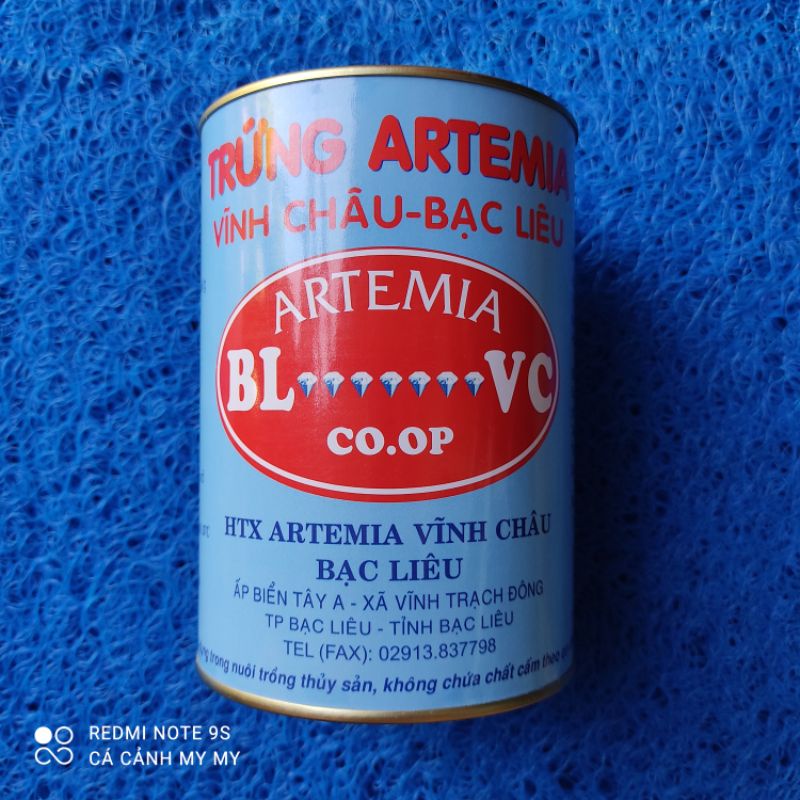 TRỨNG ARTEMIA
VĨNH CHÂU-BẠC LIÊU
ARTEMIA
BL VC
CO.OP
HTX ARTEMIA VĨNH CHÂU
BẠC LIÊU
ẤP BIỂN TÂY A - XÃ VĨNH TRẠCH ĐÔNG
TP BẠC LIÊU - TỈNH BẠC LIÊU
TEL (FAX): 02913.837798
trong nuôi trồng thủy sản, không chứa chất cấm theo
REDMI NOTE 9S
CÁ CẢNH MY MY